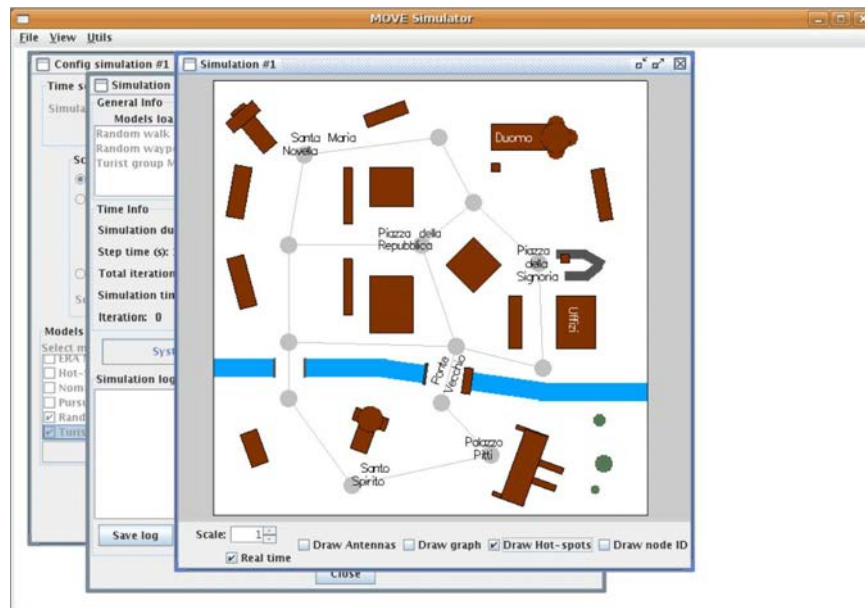 MOVE Simulator
File View Utils
Config simulation #1
Simulation
Simulation #1
Time s
Simula
General Info
Models loa
Random walk
Random waypo
Turist group M
Sc
Time Info
Simulation du
Step time (s):
Total iteration
Simulation tim
Iteration: 0
Se
Models
Select m
ERA
Hot-
Nom
Pursu
Rand
Turis
Syst
Simulation log
Save log
Close
Santa Maria
Novella
Duomo
Piazza della
Repubblica
Piazza
della
Signoria
Uffizi
Ponte
Vecchio
Palazzo
Pitti
Santo
Spirito
Scale: 1
Draw Antennas Draw graph Draw Hot-spots Draw node ID
Real time